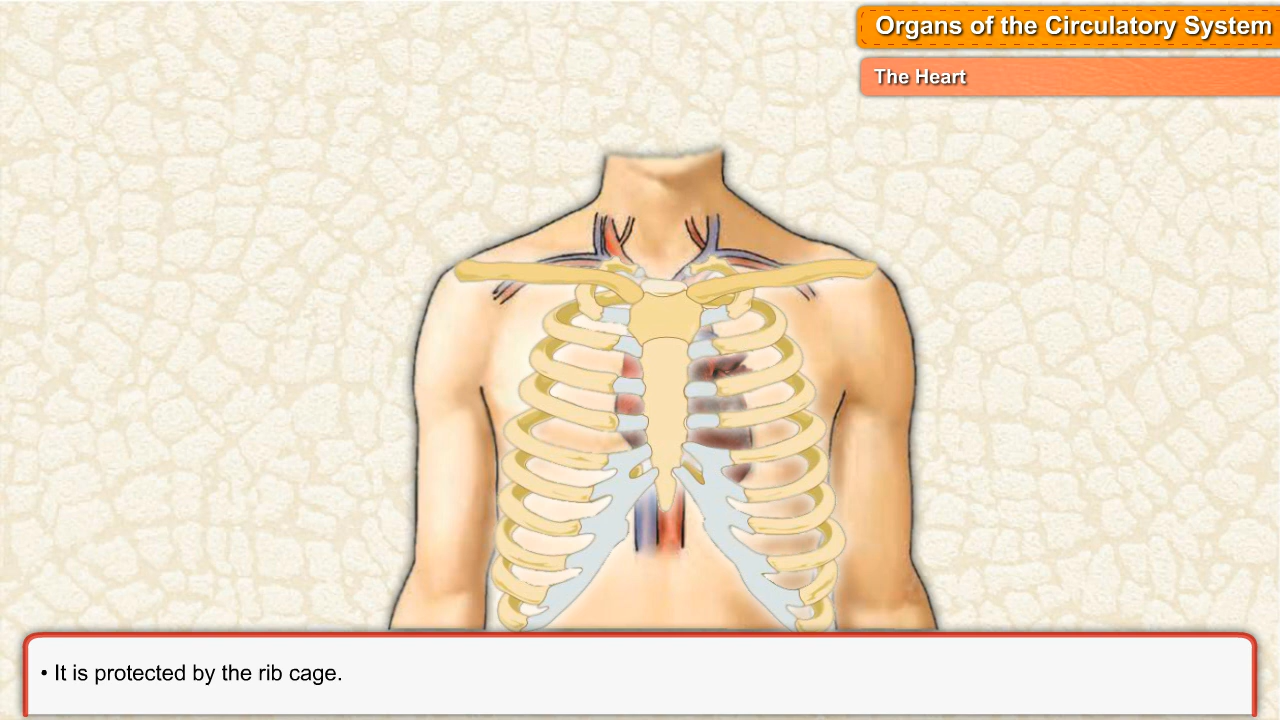 Organs of the Circulatory System
The Heart
• It is protected by the rib cage.